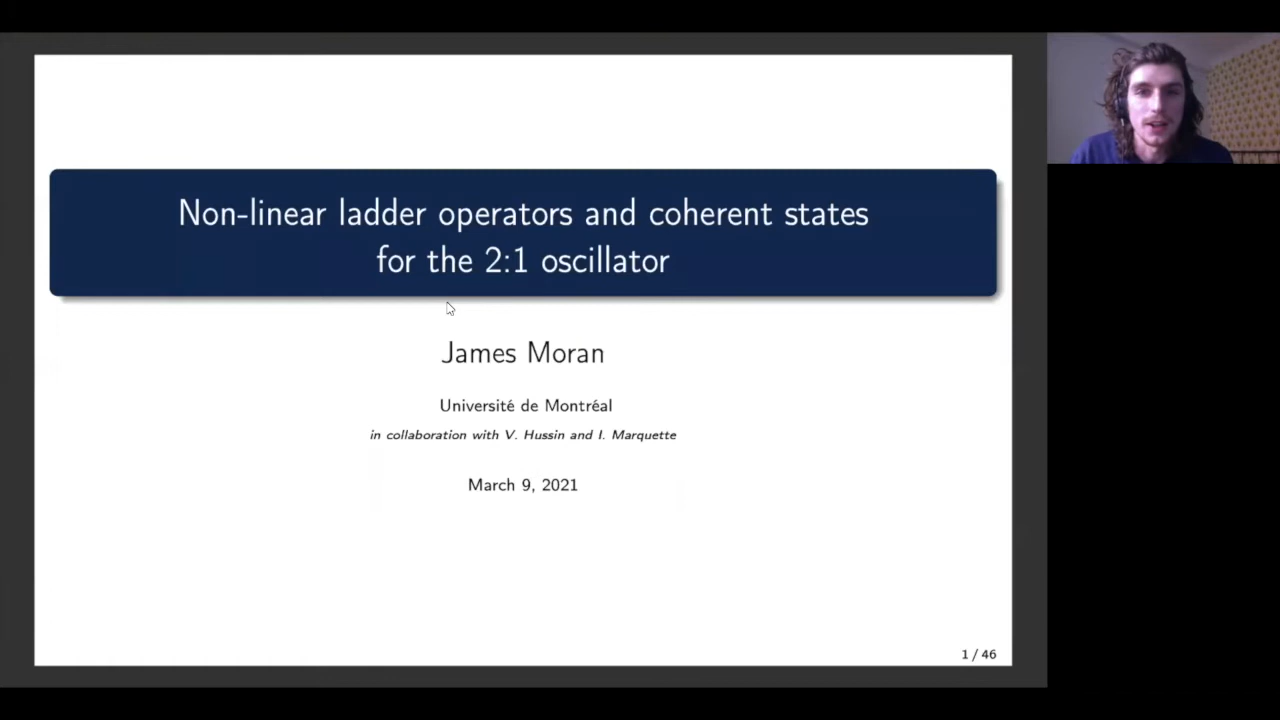 Non-linear ladder operators and coherent states
for the 2:1 oscillator
James Moran
Université de Montréal
in collaboration with V. Hussin and I. Marquette
March 9, 2021
1 / 46